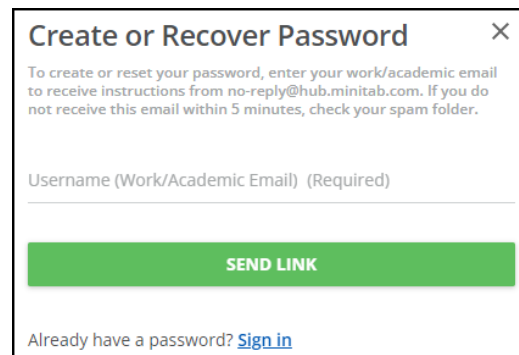 Create or Recover Password
To create or reset your password, enter your work/academic email
to receive instructions from no-reply@hub.minitab.com. If you do
not receive this email within 5 minutes, check your spam folder.
Username (Work/Academic Email) (Required)
SEND LINK
Already have a password? Sign in